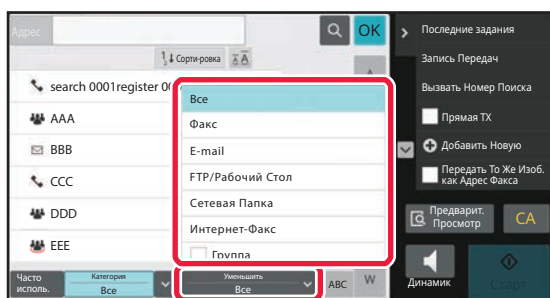 Адрес
OK
Сорти-ровка
search 0001register 00
AAA
BBB
CCC
DDD
EEE
Все
Факс
E-mail
FTP/Рабочий Стол
Сетевая Папка
Интернет-Факс
Группа
Часто
исполь.
Категория
Все
Уменьшить
Все
ABC
W
Последние задания
Запись Передач
Вызвать Номер Поиска
Прямая TX
Добавить Новую
Передать То Же Изоб.
как Адрес Факса
Предварит.
Просмотр
CA
Динамик
Старт